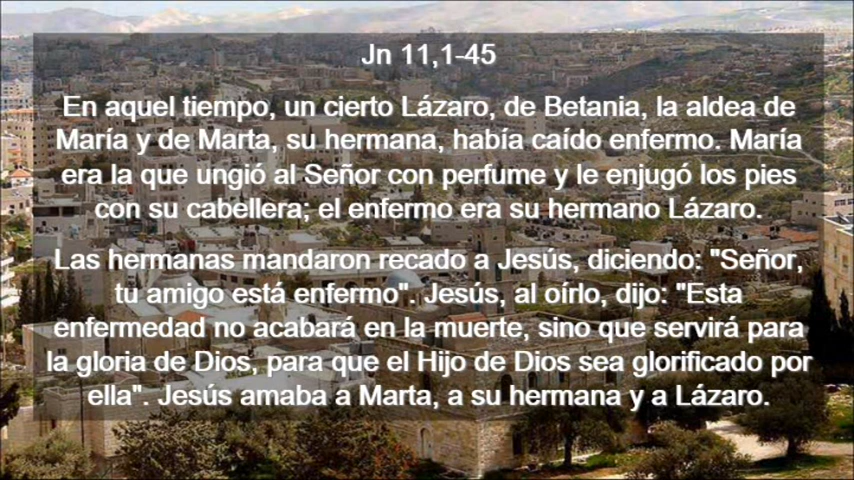 Jn 11,1-45
En aquel tiempo, un cierto Lázaro, de Betania, la aldea de
María y de Marta, su hermana, había caído enfermo. María
era la que ungió al Señor con perfume y le enjugó los pies
con su cabellera; el enfermo era su hermano Lázaro.
Las hermanas mandaron recado a Jesús, diciendo: "Señor,
tu amigo está enfermo". Jesús, al oírlo, dijo: "Esta
enfermedad no acabará en la muerte, sino que servirá para
la gloria de Dios, para que el Hijo de Dios sea glorificado por
ella". Jesús amaba a Marta, a su hermana y a Lázaro.